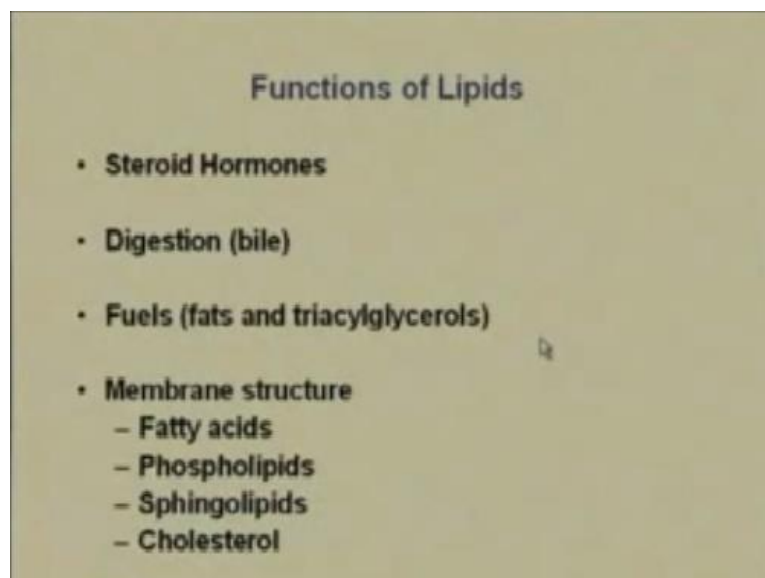 Functions of Lipids
• Steroid Hormones
• Digestion (bile)
• Fuels (fats and triacylglycerols)
• Membrane structure
– Fatty acids
– Phospholipids
– Sphingolipids
– Cholesterol